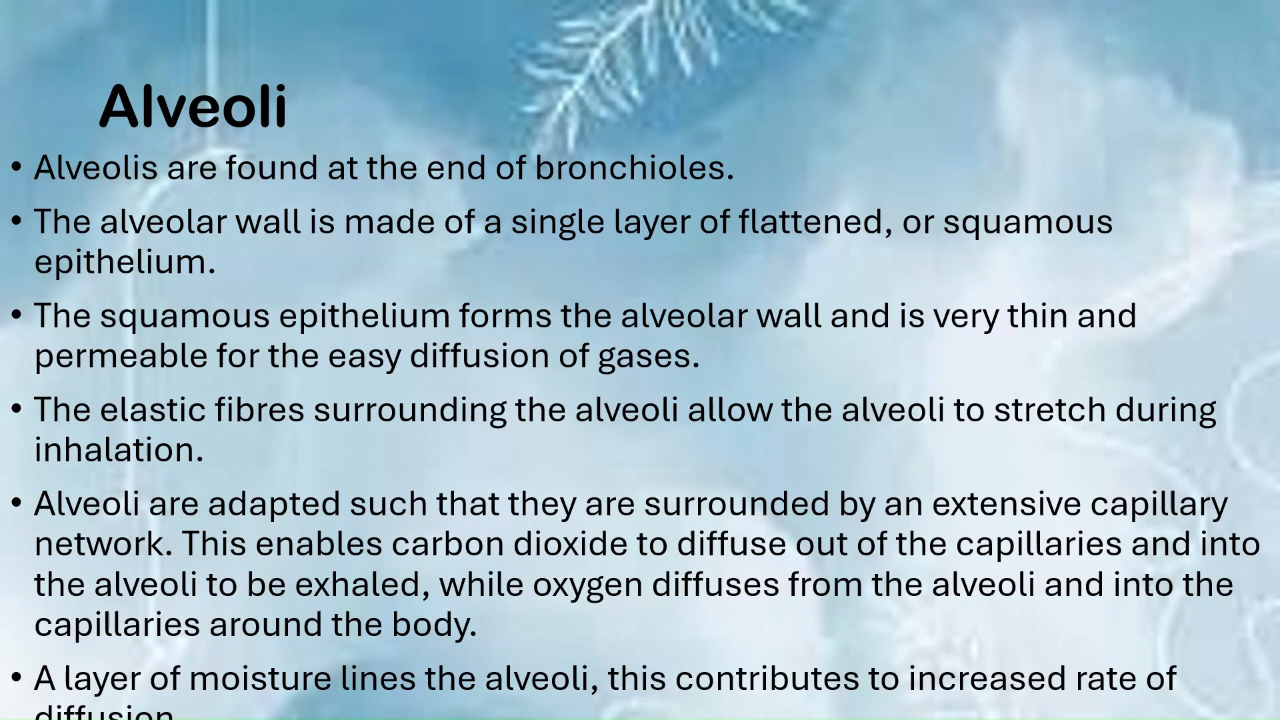 Alveoli
• Alveolis are found at the end of bronchioles.
• The alveolar wall is made of a single layer of flattened, or squamous
epithelium.
• The squamous epithelium forms the alveolar wall and is very thin and
permeable for the easy diffusion of gases.
• The elastic fibres surrounding the alveoli allow the alveoli to stretch during
inhalation.
• Alveoli are adapted such that they are surrounded by an extensive capillary
network. This enables carbon dioxide to diffuse out of the capillaries and into
the alveoli to be exhaled, while oxygen diffuses from the alveoli and into the
capillaries around the body.
• A layer of moisture lines the alveoli, this contributes to increased rate of
diffusion